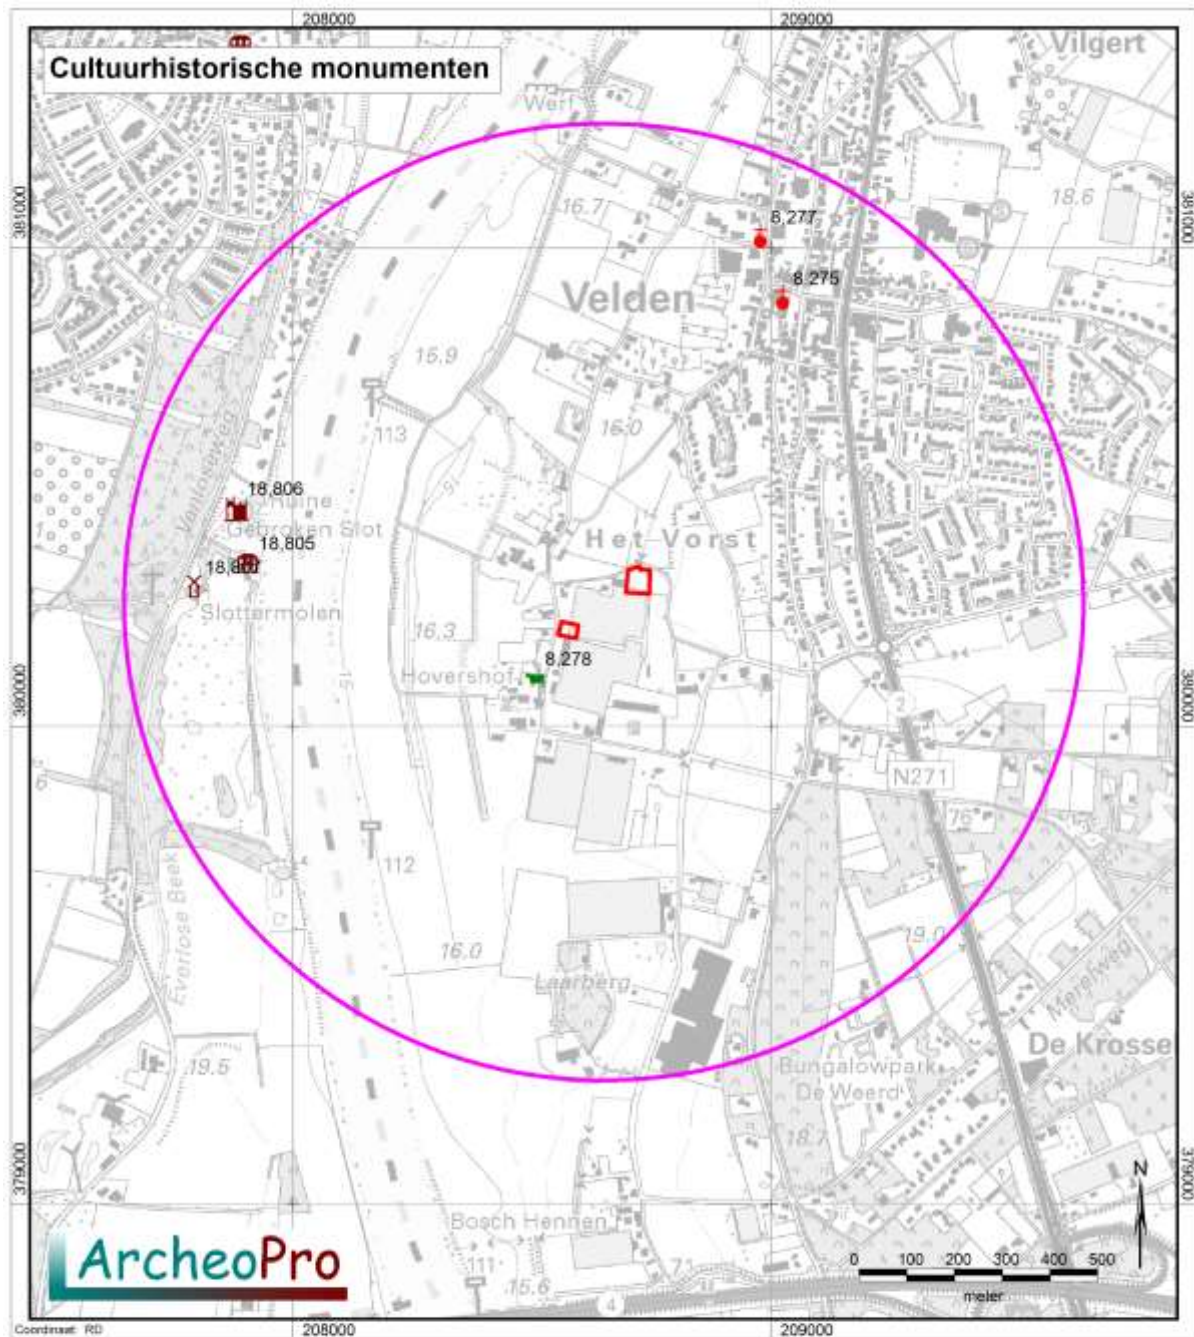 208000
209000
Cultuurhistorische monumenten
Vilgert
Werf
381000
381000
16.7
18.6
8,277
8,275
Velden
15.9
16.0
113
Venloseweg
18,806
Gebroken Slot
18,805
Het Vorst
Slottermolen
16.3
8,278
Hovershof
380000
380000
N271
76
112
Everlose Beek
16.0
19.0
Laarberg
Merelweg
De Krosse
Bungalowpark
De Weerd
19.5
18.7
379000
379000
N
Bosch Hennen
ArcheoPro
111
15.6
71
4
0 100 200 300 400 500
meter
Coordinaat: RD
208000
209000